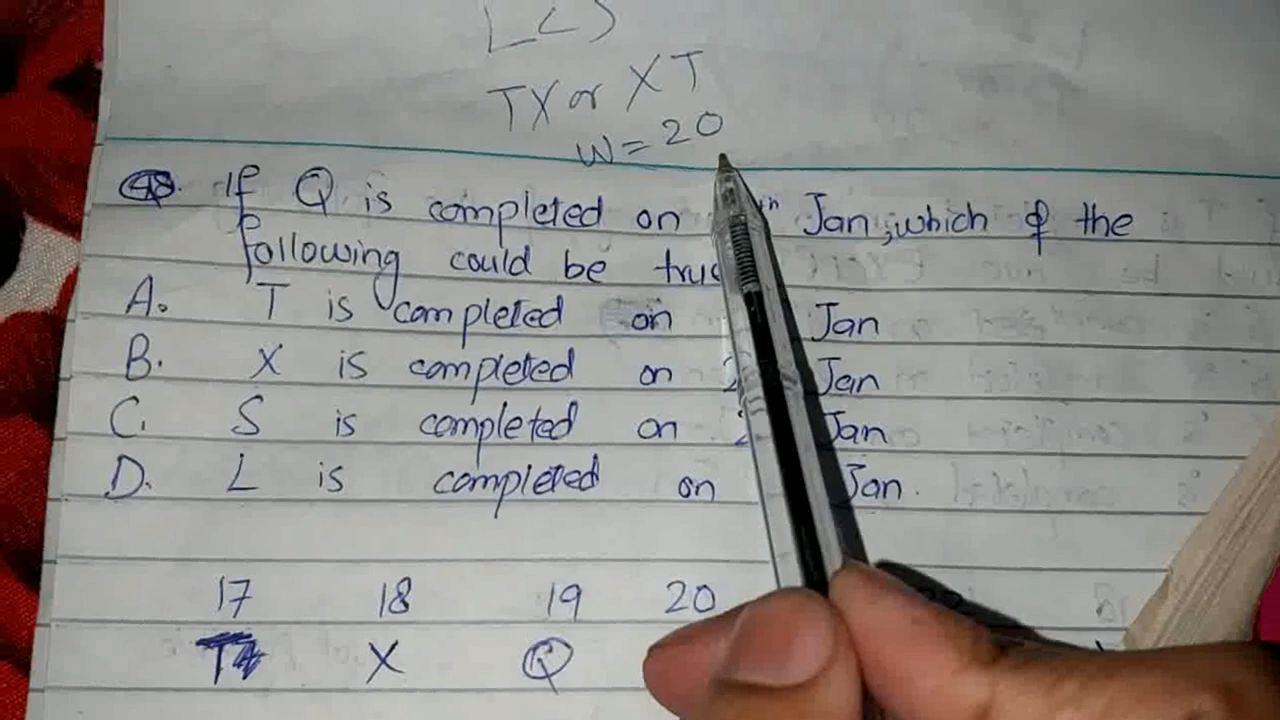 L < S
TX or XT
W = 20
Q8. If Q is completed on Jan, which of the
following could be true
A. T is completed on Jan
B. X is completed on Jan
C. S is completed on Jan
D. L is completed on Jan.
17 18 19 20
T X Q